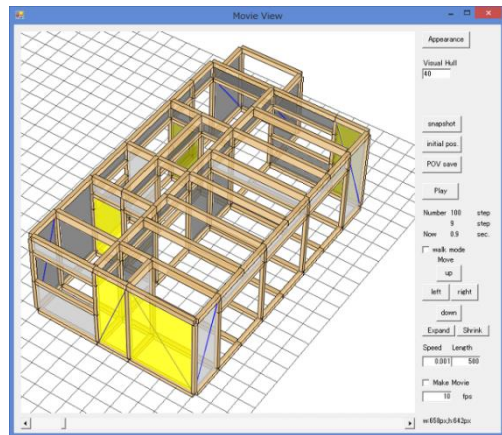 Movie View
Appearance
Visual Hull
40
snapshot
initial pos.
POV save
Play
Number 100 step
9 step
Now 0.9 sec.
walk mode
Move
up
left right
down
Expand Shrink
Speed Length
0.001 500
Make Movie
10 fps
w:658px;h:642px